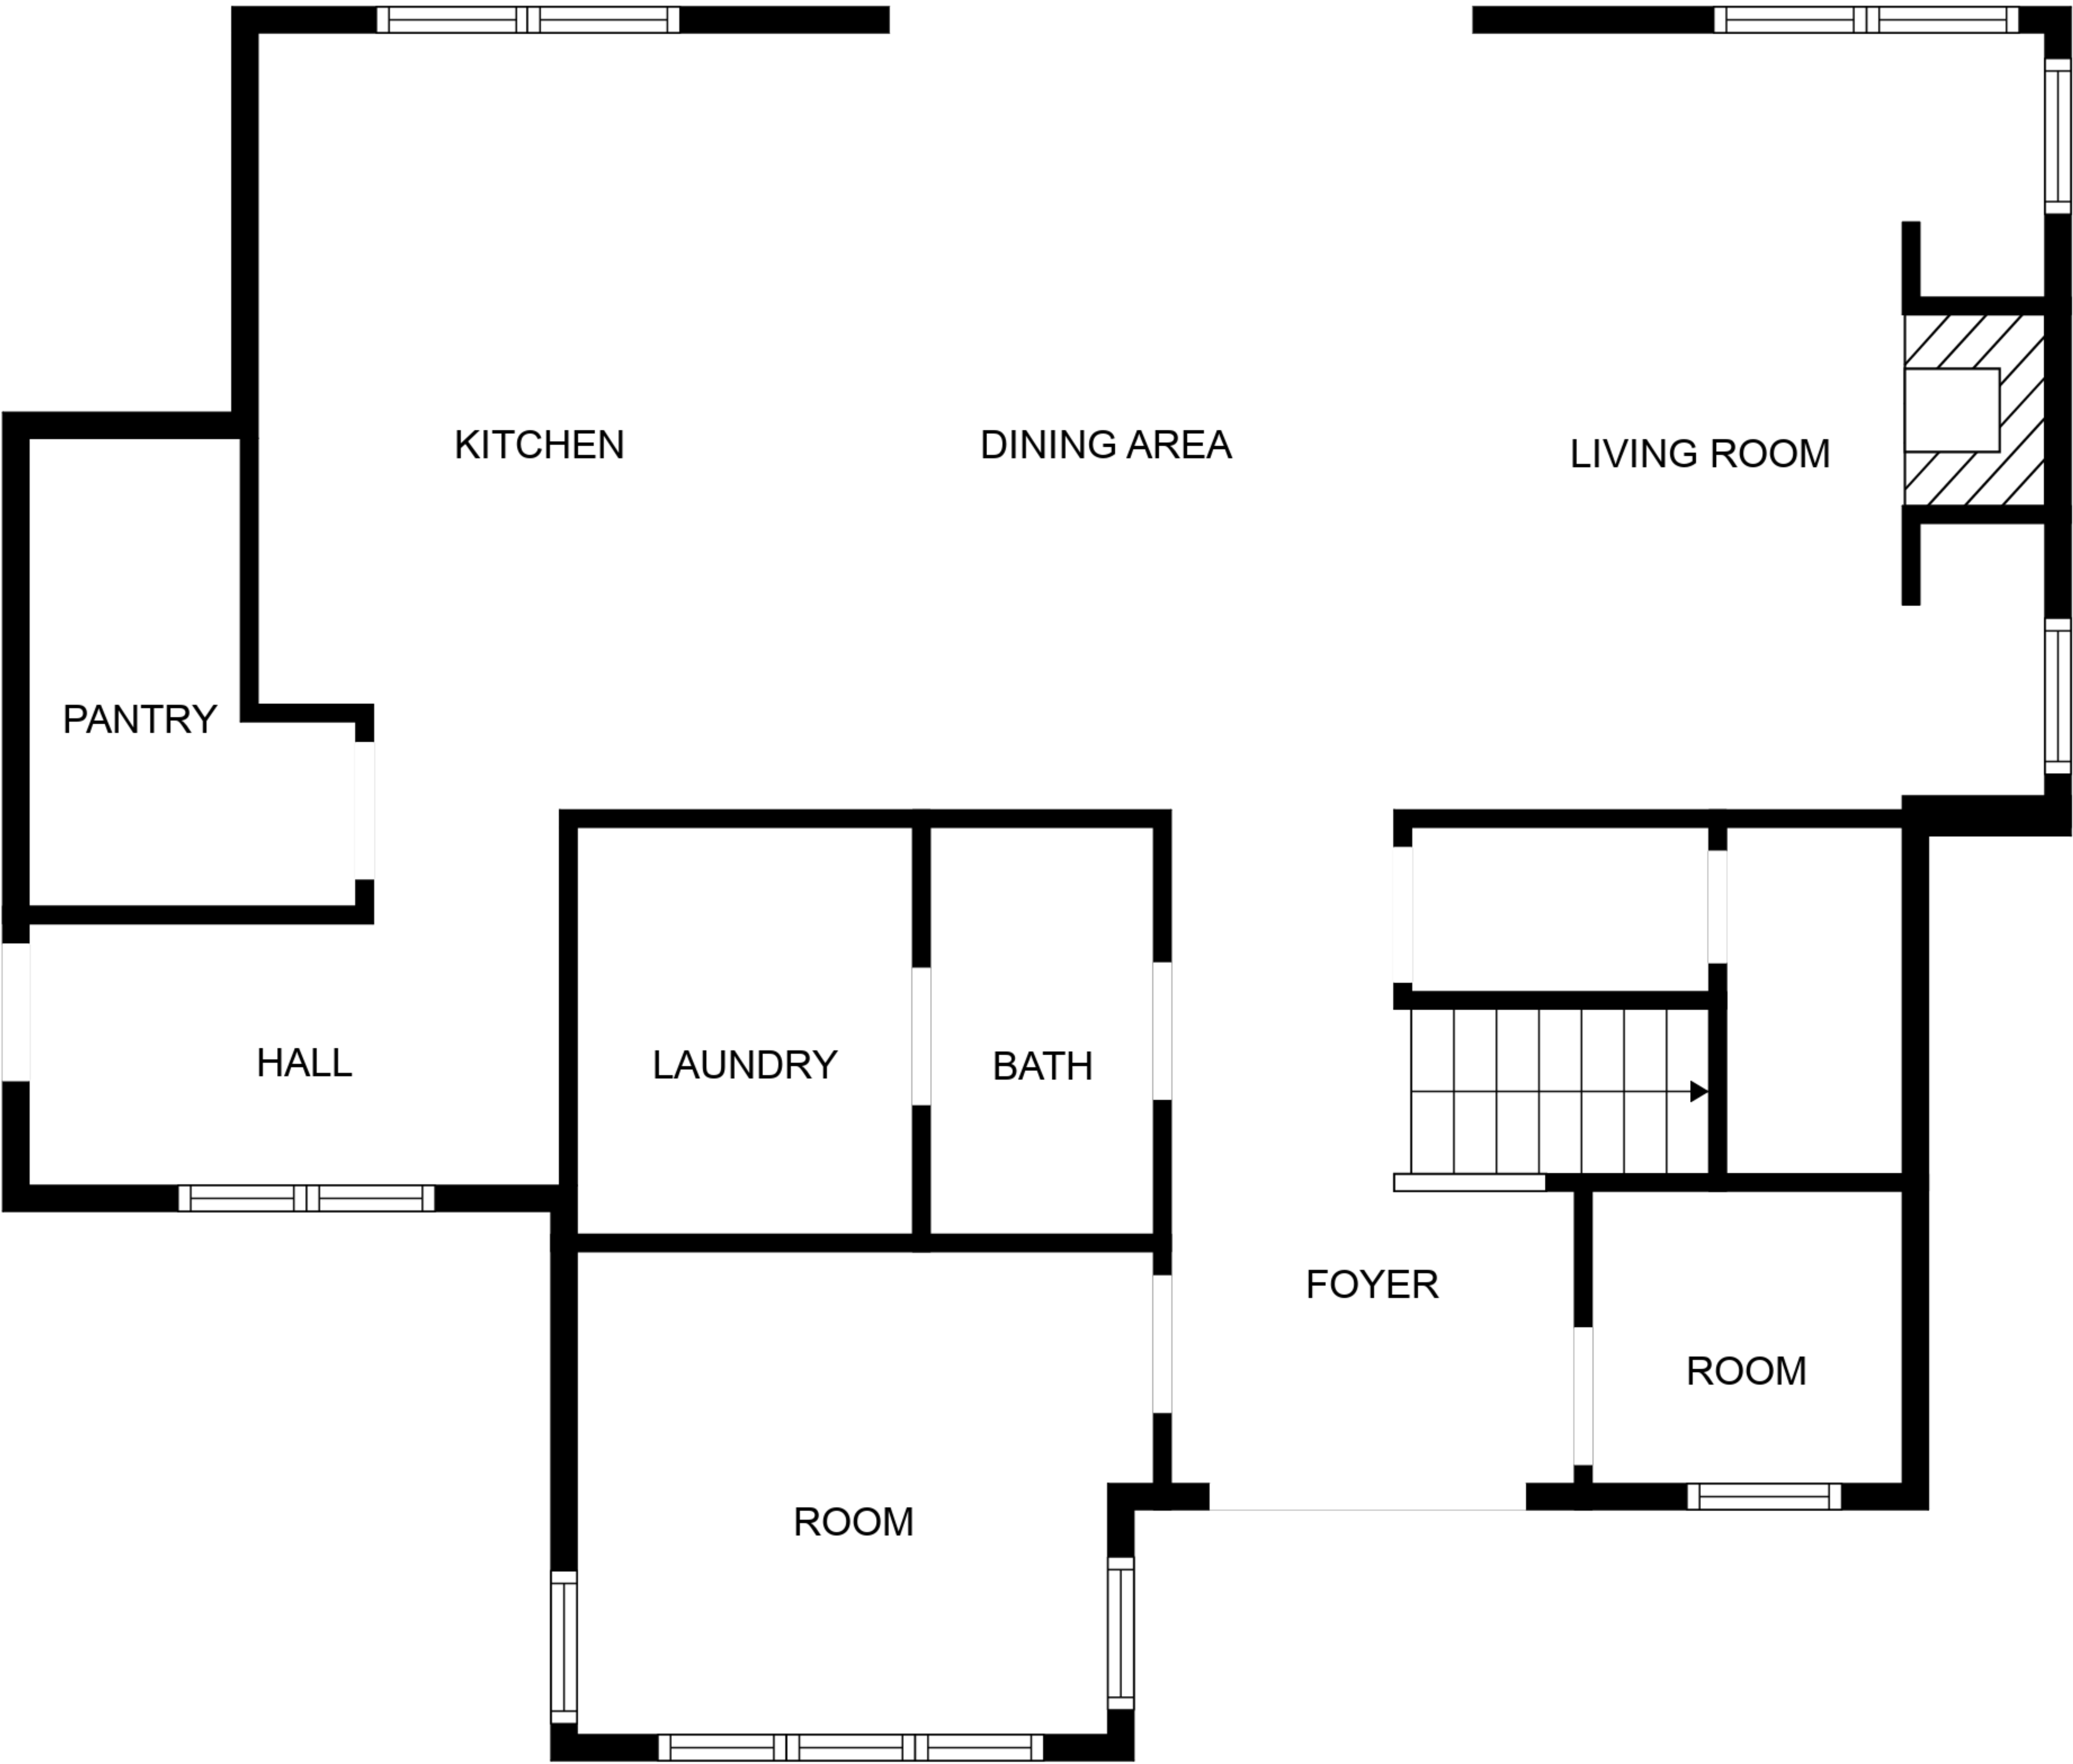 KITCHEN
DINING AREA
LIVING ROOM
PANTRY
HALL
LAUNDRY
BATH
FOYER
ROOM
ROOM